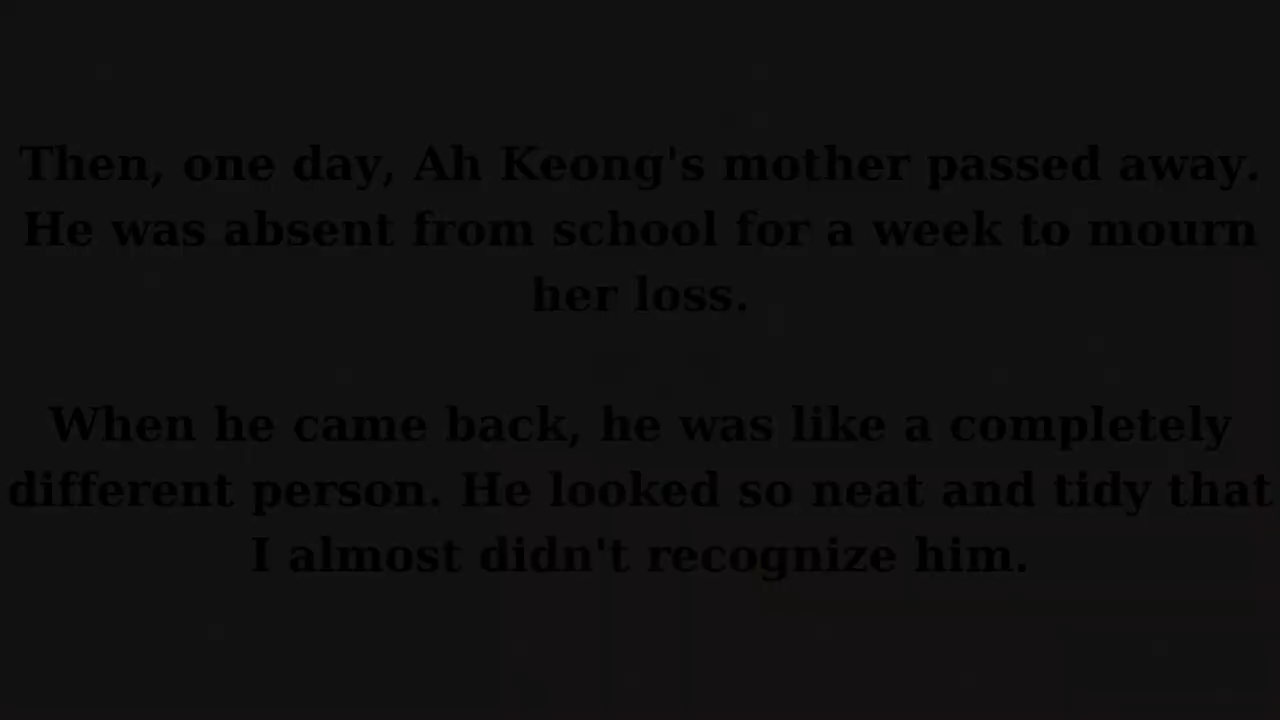 Then, one day, Ah Keong's mother passed away.
He was absent from school for a week to mourn
her loss.
When he came back, he was like a completely
different person. He looked so neat and tidy that
I almost didn't recognize him.